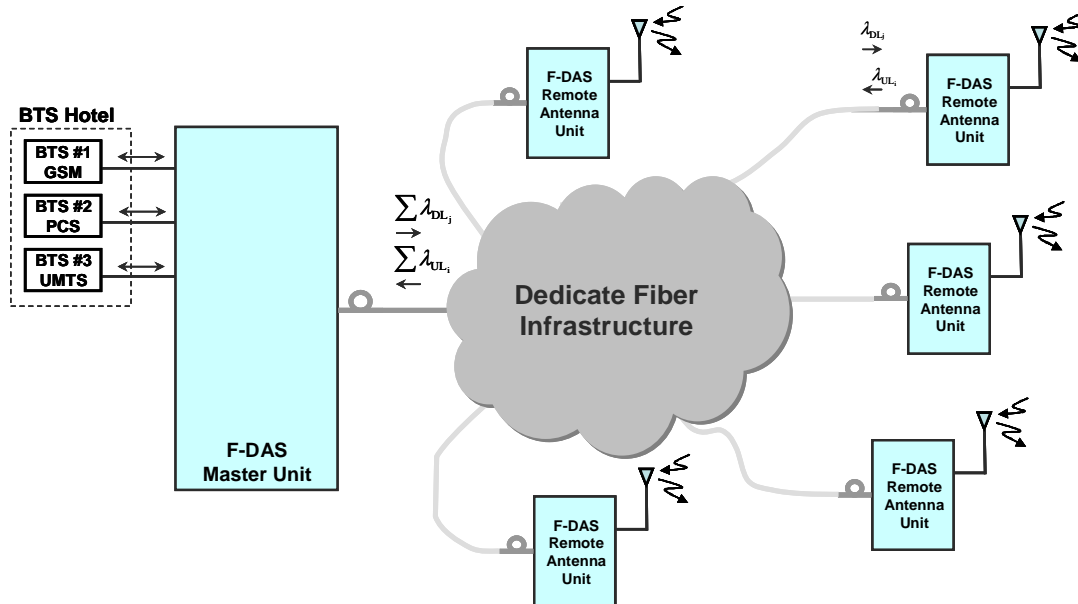 BTS Hotel
BTS #1
GSM
BTS #2
PCS
BTS #3
UMTS
F-DAS
Master Unit
∑ λDLj
∑ λULi
Dedicate Fiber
Infrastructure
F-DAS
Remote
Antenna
Unit
λDLj
λULi
F-DAS
Remote
Antenna
Unit
F-DAS
Remote
Antenna
Unit
F-DAS
Remote
Antenna
Unit
F-DAS
Remote
Antenna
Unit